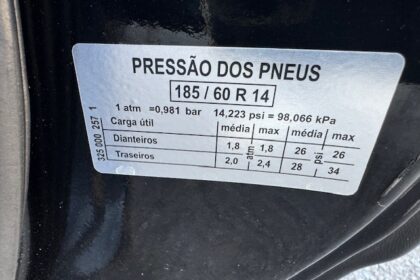 PRESSÃO DOS PNEUS
185 / 60 R 14
1 atm =0,981 bar 14,223 psi = 98,066 kPa
Carga útil média max média max
Dianteiros 1,8 atm 1,8 26 psi 26
Traseiros 2,0 2,4 28 34
325 000 257 1